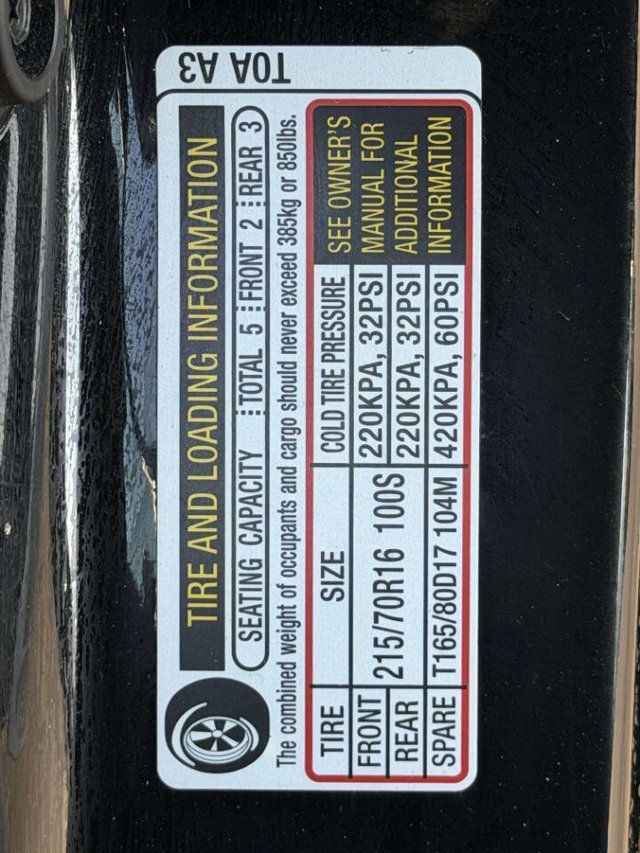 T0A A3
TIRE AND LOADING INFORMATION
SEATING CAPACITY TOTAL 5 FRONT 2 REAR 3
The combined weight of occupants and cargo should never exceed 385kg or 850lbs.
TIRE SIZE COLD TIRE PRESSURE
FRONT 215/70R16 100S 220KPA, 32PSI
REAR 220KPA, 32PSI
SPARE T165/80D17 104M 420KPA, 60PSI
SEE OWNER'S
MANUAL FOR
ADDITIONAL
INFORMATION